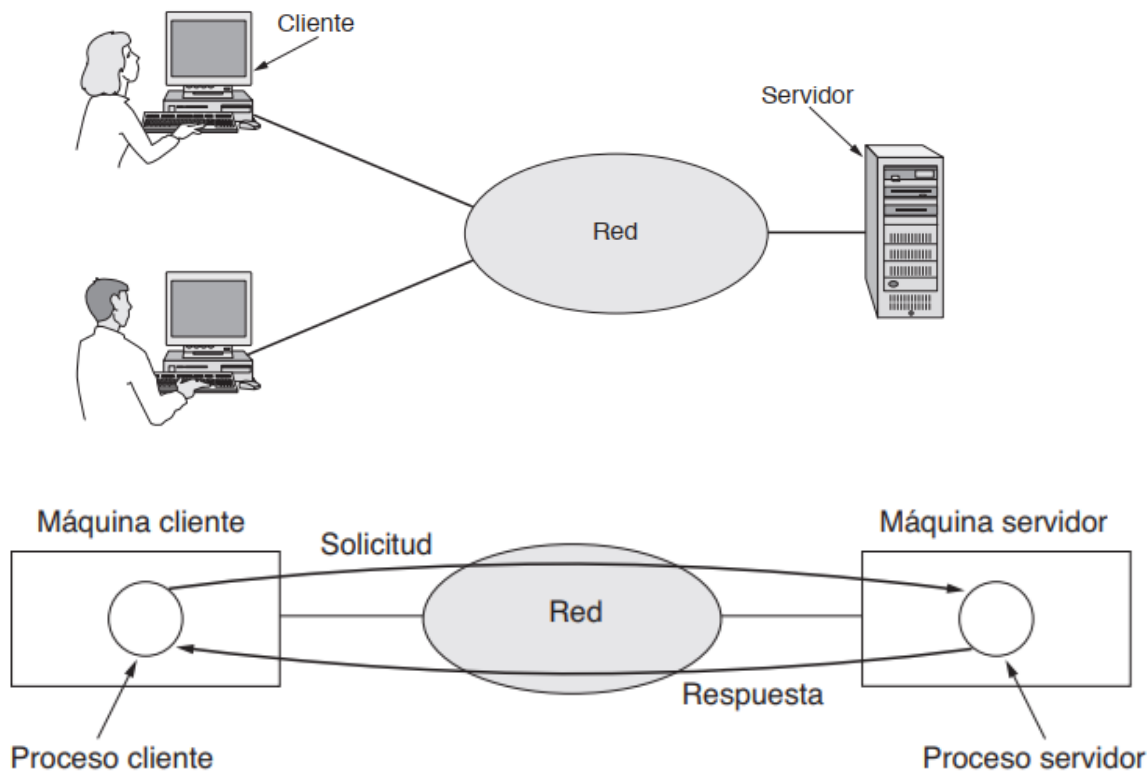 Cliente
Servidor
Red
Máquina cliente
Máquina servidor
Solicitud
Red
Respuesta
Proceso cliente
Proceso servidor